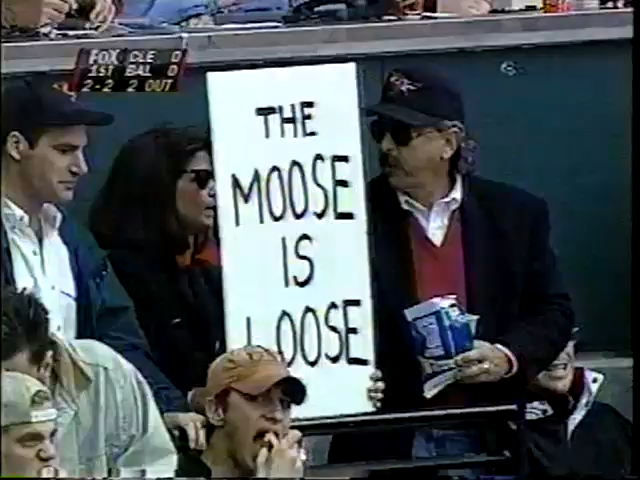 FOX CLE 0
1ST BAL 0
2-2 2 OUT
THE
MOOSE
IS
LOOSE